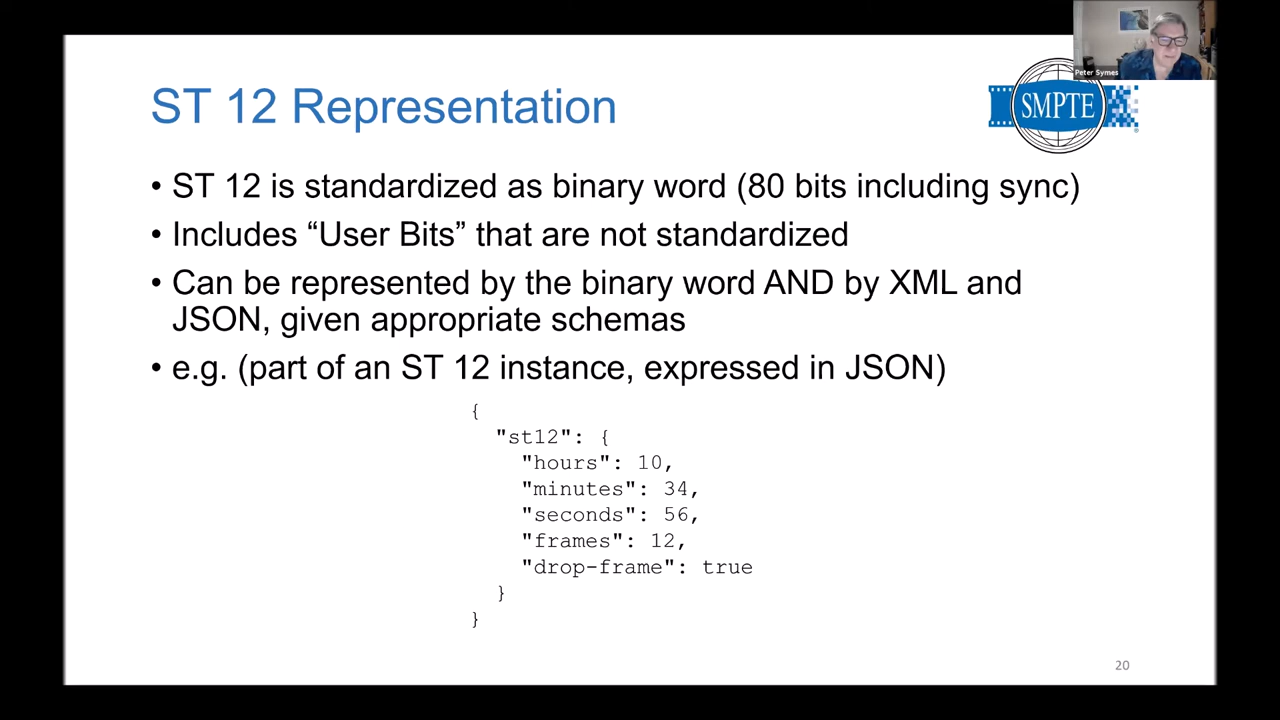 Peter Symes
SMPTE
ST 12 Representation
• ST 12 is standardized as binary word (80 bits including sync)
• Includes “User Bits” that are not standardized
• Can be represented by the binary word AND by XML and
JSON, given appropriate schemas
• e.g. (part of an ST 12 instance, expressed in JSON)
{
"st12": {
"hours": 10,
"minutes": 34,
"seconds": 56,
"frames": 12,
"drop-frame": true
}
}
20